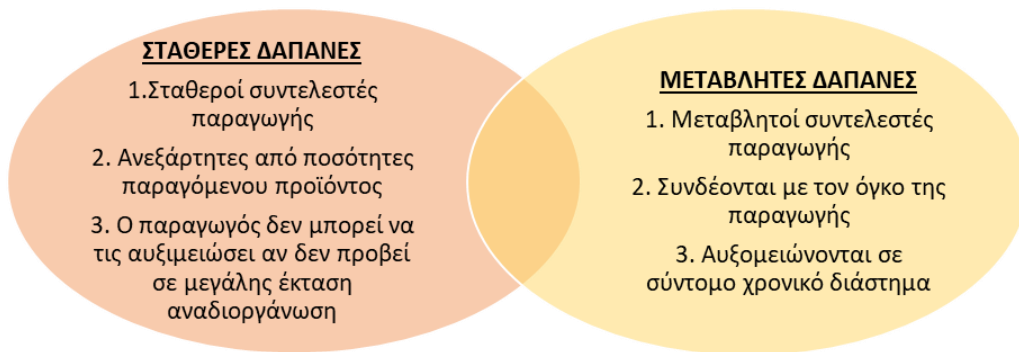 ΣΤΑΘΕΡΕΣ ΔΑΠΑΝΕΣ
1.Σταθεροί συντελεστές
παραγωγής
2. Ανεξάρτητες από ποσότητες
παραγόμενου προϊόντος
3. Ο παραγωγός δεν μπορεί να
τις αυξιμειώσει αν δεν προβεί
σε μεγάλης έκταση
αναδιοργάνωση
ΜΕΤΑΒΛΗΤΕΣ ΔΑΠΑΝΕΣ
1. Μεταβλητοί συντελεστές
παραγωγής
2. Συνδέονται με τον όγκο της
παραγωγής
3. Αυξομειώνονται σε
σύντομο χρονικό διάστημα